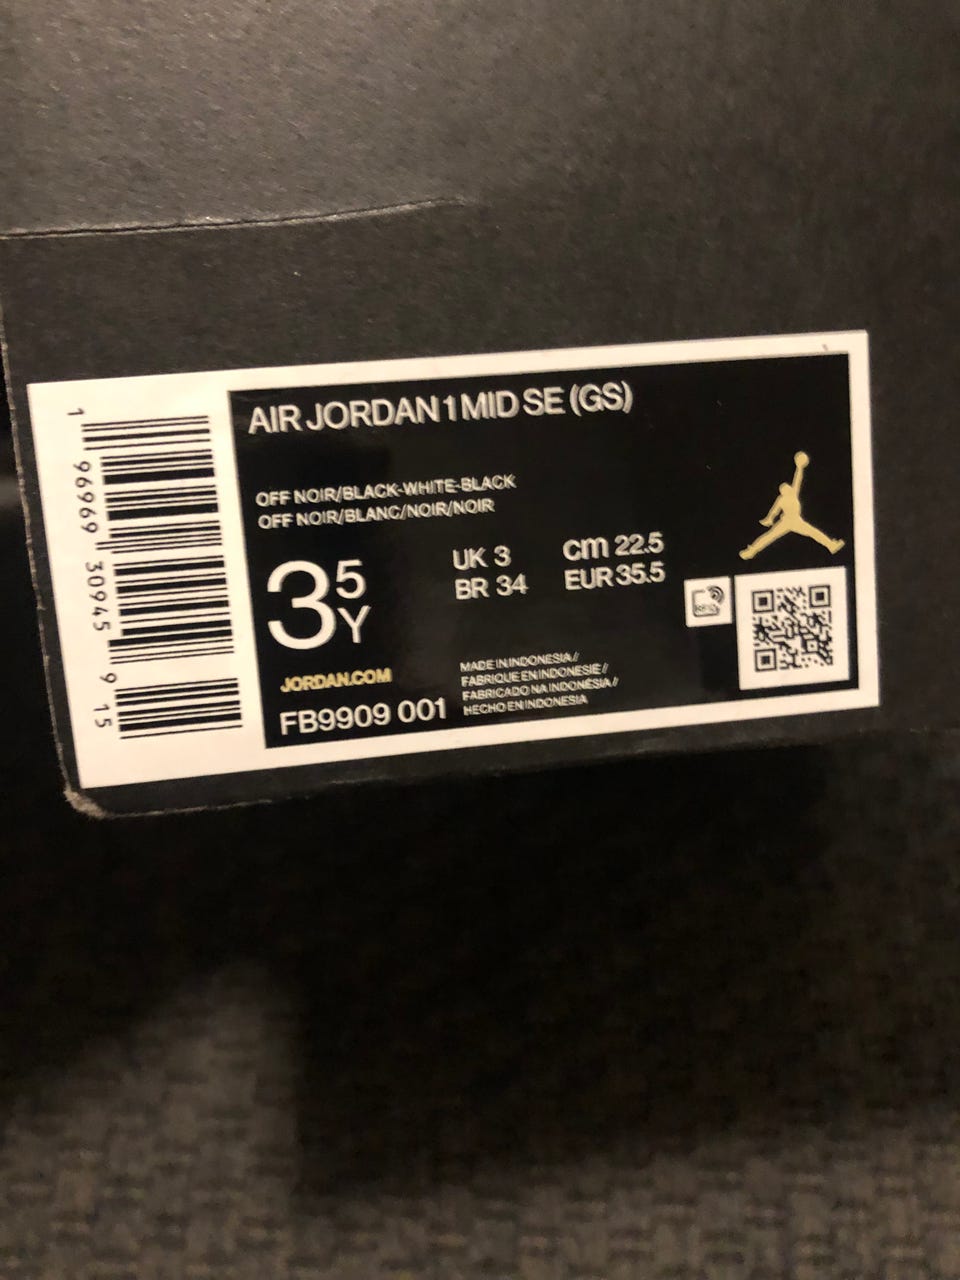 AIR JORDAN 1 MID SE (GS)
OFF NOIR/BLACK-WHITE-BLACK
OFF NOIR/BLANC/NOIR/NOIR
3 5 Y
UK 3
BR 34
cm 22.5
EUR 35.5
RFID
JORDAN.COM
FB9909 001
MADE IN INDONESIA//
FABRIQUE EN INDONESIE//
FABRICADO NA INDONÉSIA//
HECHO EN INDONESIA
1 96969 30945 9 15